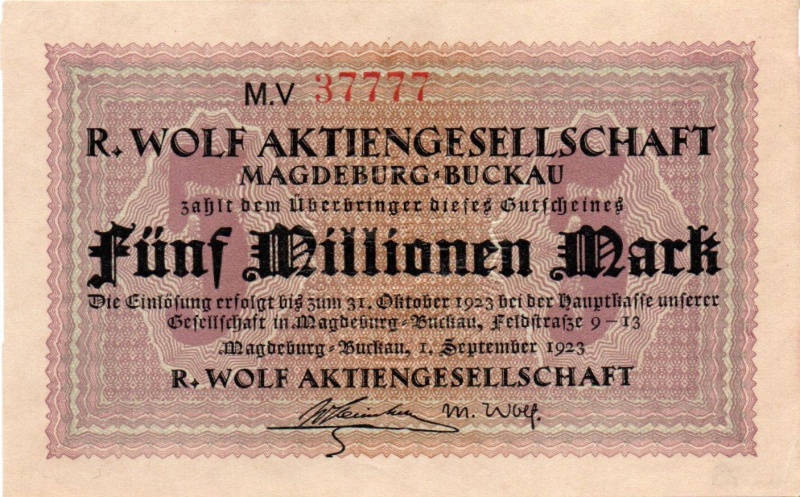 M.V 37777
R. WOLF AKTIENGESELLSCHAFT
MAGDEBURG-BUCKAU
zahlt dem Überbringer dieses Gutscheines
Fünf Millionen Mark
Die Einlösung erfolgt bis zum 31. Oktober 1923 bei der Hauptkasse unserer
Gesellschaft in Magdeburg-Buckau, Feldstraße 9-13
Magdeburg-Buckau, 1. September 1923
R. WOLF AKTIENGESELLSCHAFT
M. Wolf.